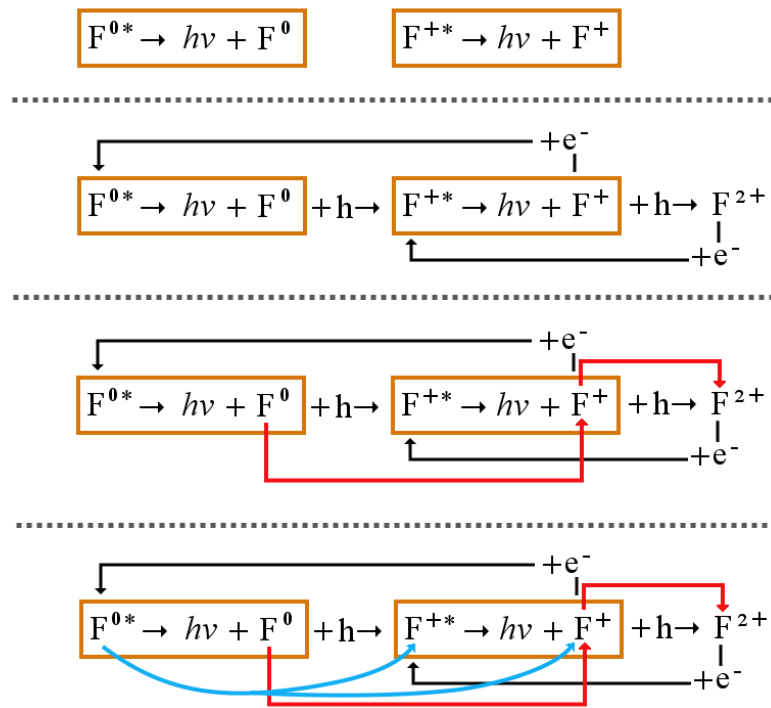 F⁰* → hν + F⁰ F⁺* → hν + F⁺
+e⁻
F⁰* → hν + F⁰ +h→ F⁺* → hν + F⁺ +h→ F²⁺
+e⁻
+e⁻
F⁰* → hν + F⁰ +h→ F⁺* → hν + F⁺ +h→ F²⁺
+e⁻
+e⁻
F⁰* → hν + F⁰ +h→ F⁺* → hν + F⁺ +h→ F²⁺
+e⁻